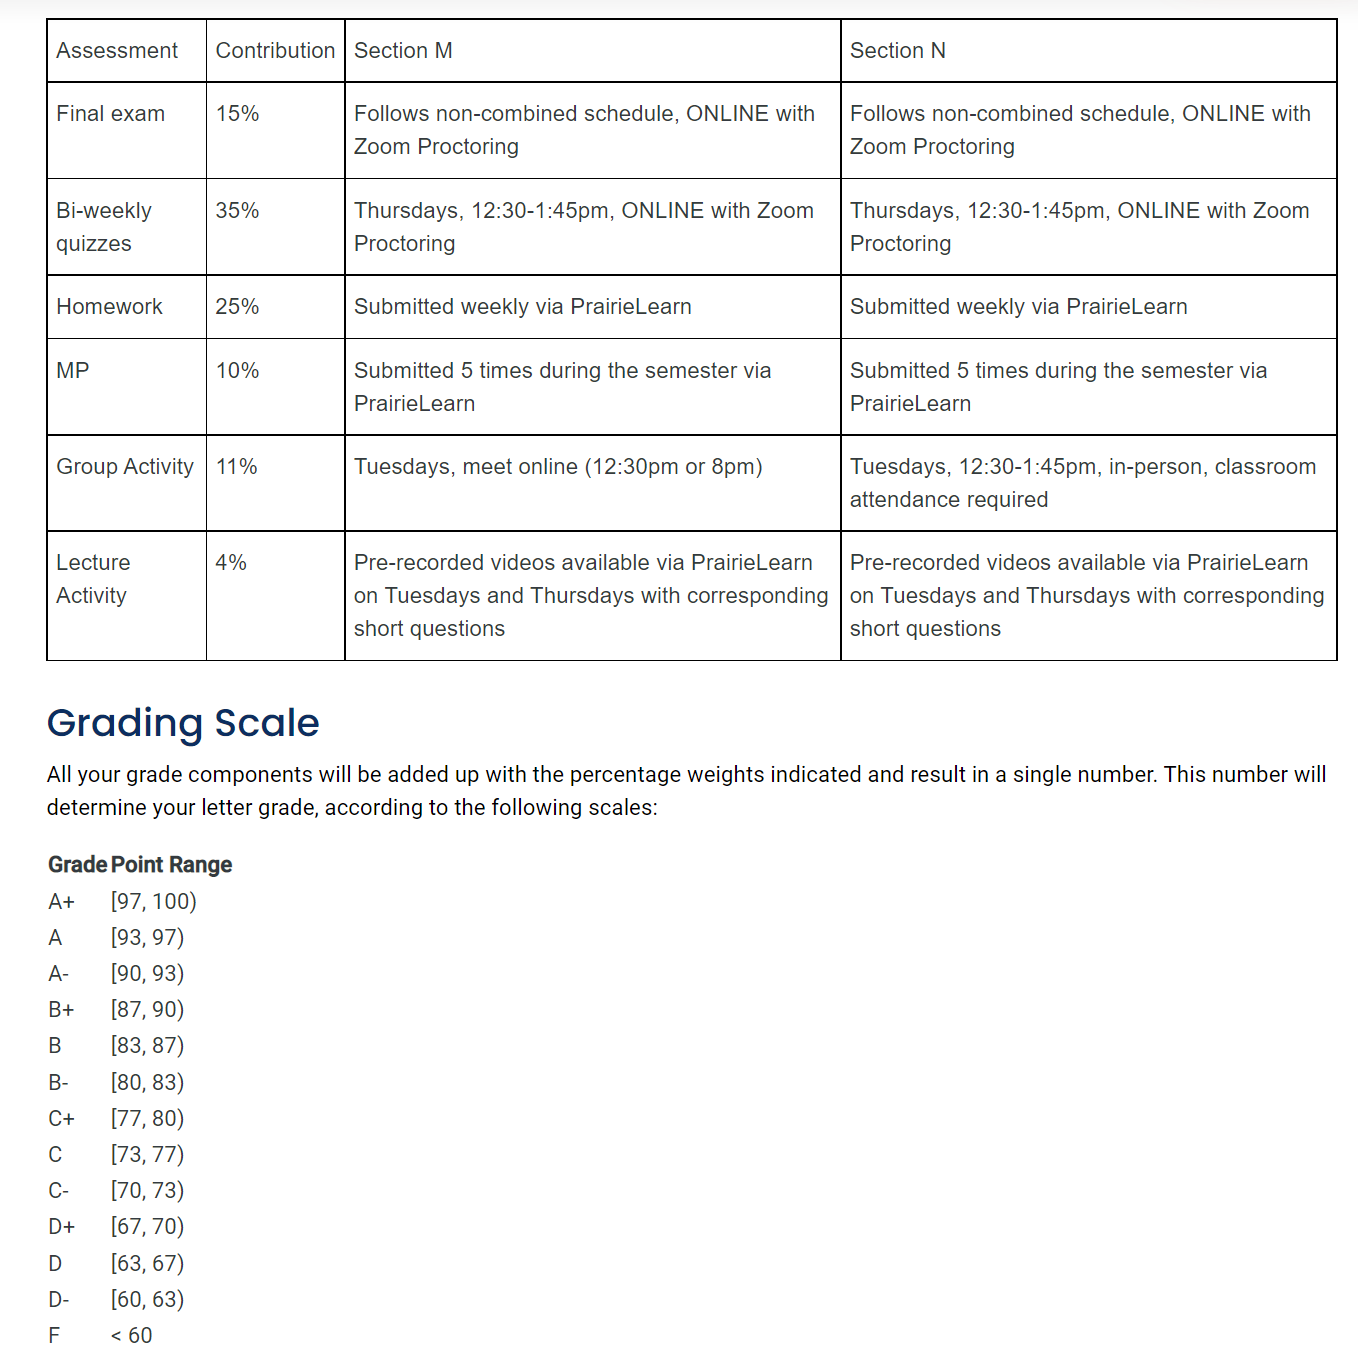 Assessment Contribution Section M Section N
Final exam 15% Follows non-combined schedule, ONLINE with Zoom Proctoring Follows non-combined schedule, ONLINE with Zoom Proctoring
Bi-weekly quizzes 35% Thursdays, 12:30-1:45pm, ONLINE with Zoom Proctoring Thursdays, 12:30-1:45pm, ONLINE with Zoom Proctoring
Homework 25% Submitted weekly via PrairieLearn Submitted weekly via PrairieLearn
MP 10% Submitted 5 times during the semester via PrairieLearn Submitted 5 times during the semester via PrairieLearn
Group Activity 11% Tuesdays, meet online (12:30pm or 8pm) Tuesdays, 12:30-1:45pm, in-person, classroom attendance required
Lecture Activity 4% Pre-recorded videos available via PrairieLearn on Tuesdays and Thursdays with corresponding short questions Pre-recorded videos available via PrairieLearn on Tuesdays and Thursdays with corresponding short questions
Grading Scale
All your grade components will be added up with the percentage weights indicated and result in a single number. This number will
determine your letter grade, according to the following scales:
Grade Point Range
A+ [97, 100)
A [93, 97)
A- [90, 93)
B+ [87, 90)
B [83, 87)
B- [80, 83)
C+ [77, 80)
C [73, 77)
C- [70, 73)
D+ [67, 70)
D [63, 67)
D- [60, 63)
F < 60